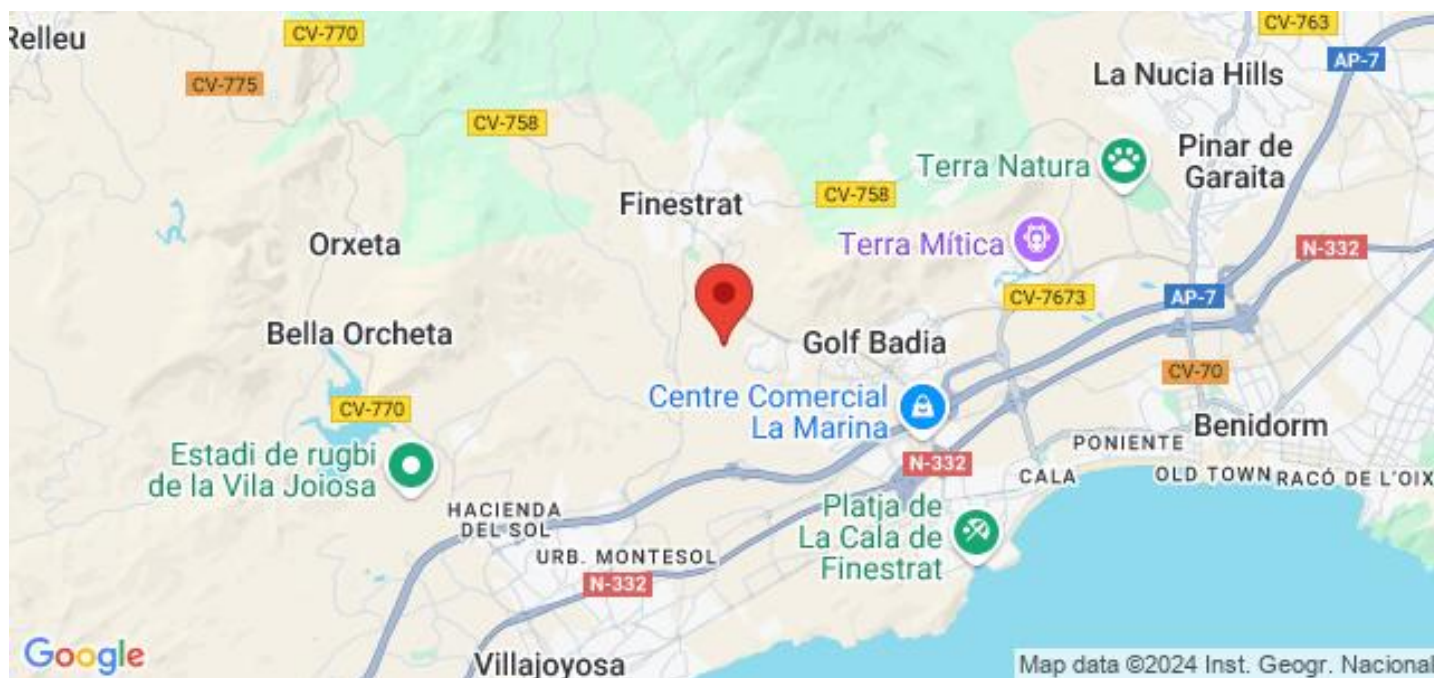 Relleu
CV-770
CV-763
AP-7
CV-775
La Nucia Hills
CV-758
Terra Natura
Pinar de
Garaita
Finestrat
CV-758
Orxeta
Terra Mítica
N-332
CV-7673
AP-7
Bella Orcheta
Golf Badia
CV-70
Centre Comercial
La Marina
CV-770
Benidorm
PONIENTE
Estadi de rugbi
de la Vila Joiosa
N-332
CALA
OLD TOWN
RACÓ DE L'OIX
HACIENDA
DEL SOL
Platja de
La Cala de
Finestrat
URB. MONTESOL
N-332
Google
Villajoyosa
Map data ©2024 Inst. Geogr. Nacional